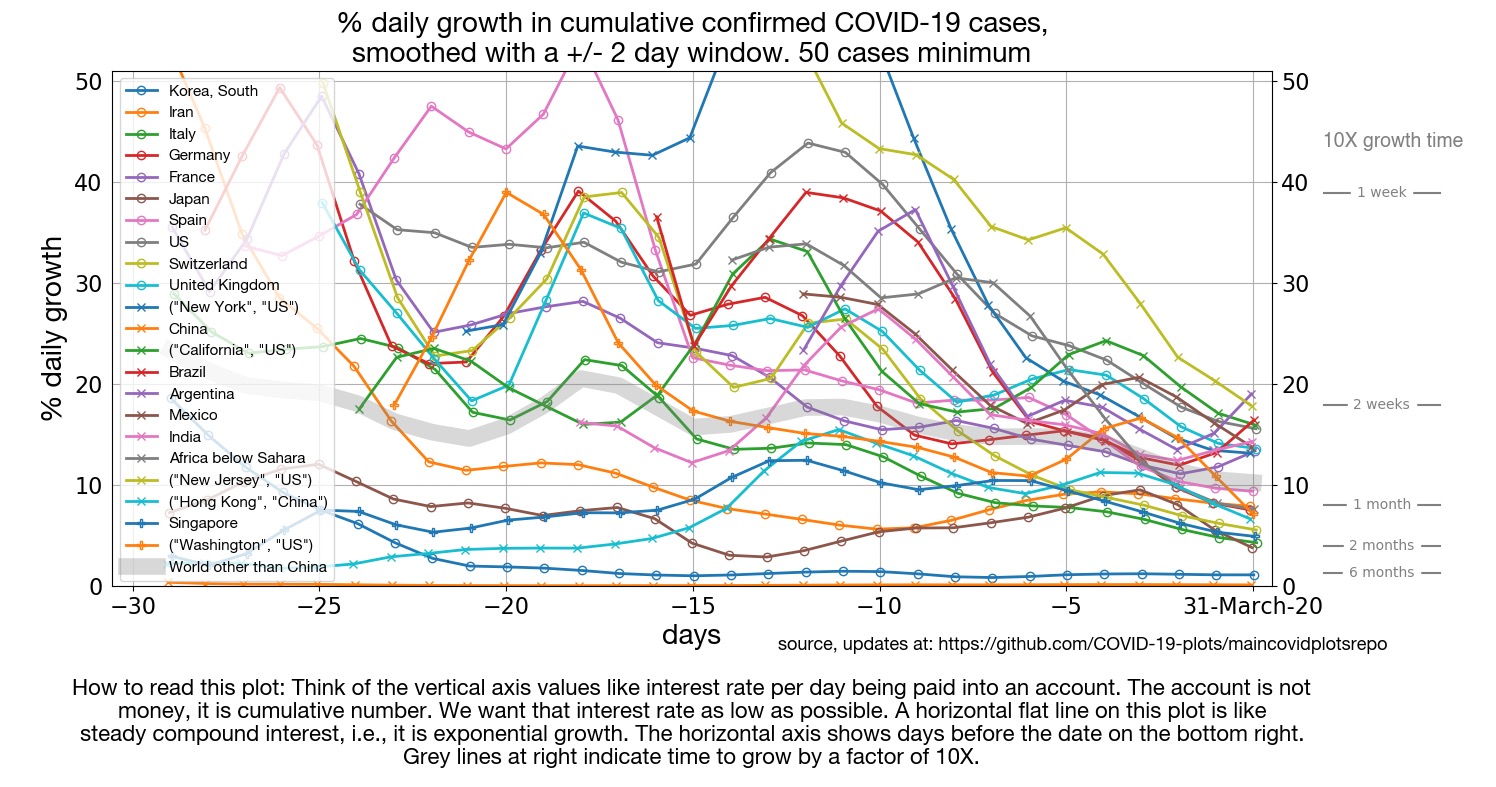 % daily growth in cumulative confirmed COVID-19 cases,
smoothed with a +/- 2 day window. 50 cases minimum
% daily growth
50
40
30
20
10
0
Korea, South
Iran
Italy
Germany
France
Japan
Spain
US
Switzerland
United Kingdom
("New York", "US")
China
("California", "US")
Brazil
Argentina
Mexico
India
Africa below Sahara
("New Jersey", "US")
("Hong Kong", "China")
Singapore
("Washington", "US")
World other than China
50
40
30
20
10
0
10X growth time
1 week
2 weeks
1 month
2 months
6 months
−30 −25 −20 −15 −10 −5 31-March-20
days
source, updates at: https://github.com/COVID-19-plots/maincovidplotsrepo
How to read this plot: Think of the vertical axis values like interest rate per day being paid into an account. The account is not
money, it is cumulative number. We want that interest rate as low as possible. A horizontal flat line on this plot is like
steady compound interest, i.e., it is exponential growth. The horizontal axis shows days before the date on the bottom right.
Grey lines at right indicate time to grow by a factor of 10X.